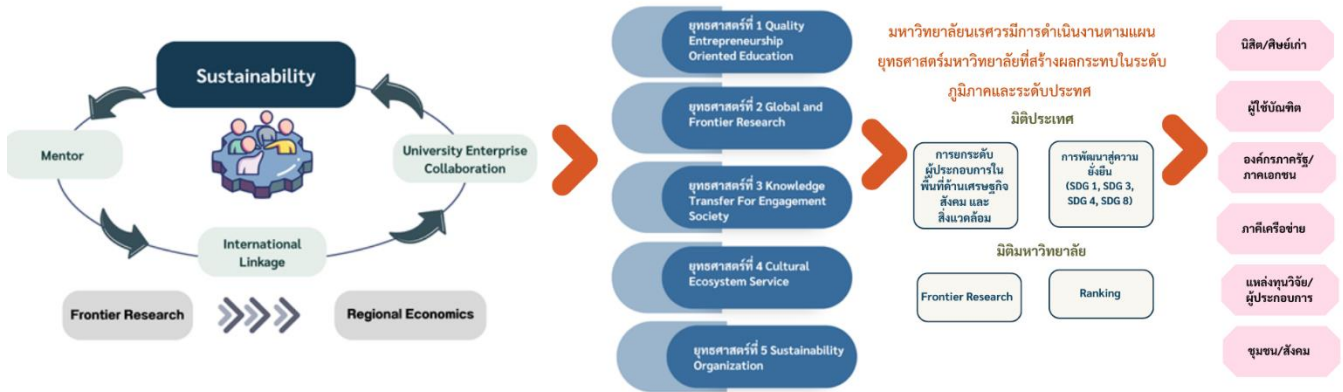 Sustainability
Mentor
University Enterprise
Collaboration
International
Linkage
Frontier Research
Regional Economics
ยุทธศาสตร์ที่ 1 Quality
Entrepreneurship
Oriented Education
ยุทธศาสตร์ที่ 2 Global and
Frontier Research
ยุทธศาสตร์ที่ 3 Knowledge
Transfer For Engagement
Society
ยุทธศาสตร์ที่ 4 Cultural
Ecosystem Service
ยุทธศาสตร์ที่ 5 Sustainability
Organization
มหาวิทยาลัยนเรศวรมีการดำเนินงานตามแผน
ยุทธศาสตร์มหาวิทยาลัยที่สร้างผลกระทบในระดับ
ภูมิภาคและระดับประเทศ
มิติประเทศ
การยกระดับ
ผู้ประกอบการใน
พื้นที่ด้านเศรษฐกิจ
สังคม และ
สิ่งแวดล้อม
การพัฒนาสู่ความ
ยั่งยืน
(SDG 1, SDG 3,
SDG 4, SDG 8)
มิติมหาวิทยาลัย
Frontier Research
Ranking
นิสิต/ศิษย์เก่า
ผู้ใช้บัณฑิต
องค์กรภาครัฐ/
ภาคเอกชน
ภาคีเครือข่าย
แหล่งทุนวิจัย/
ผู้ประกอบการ
ชุมชน/สังคม